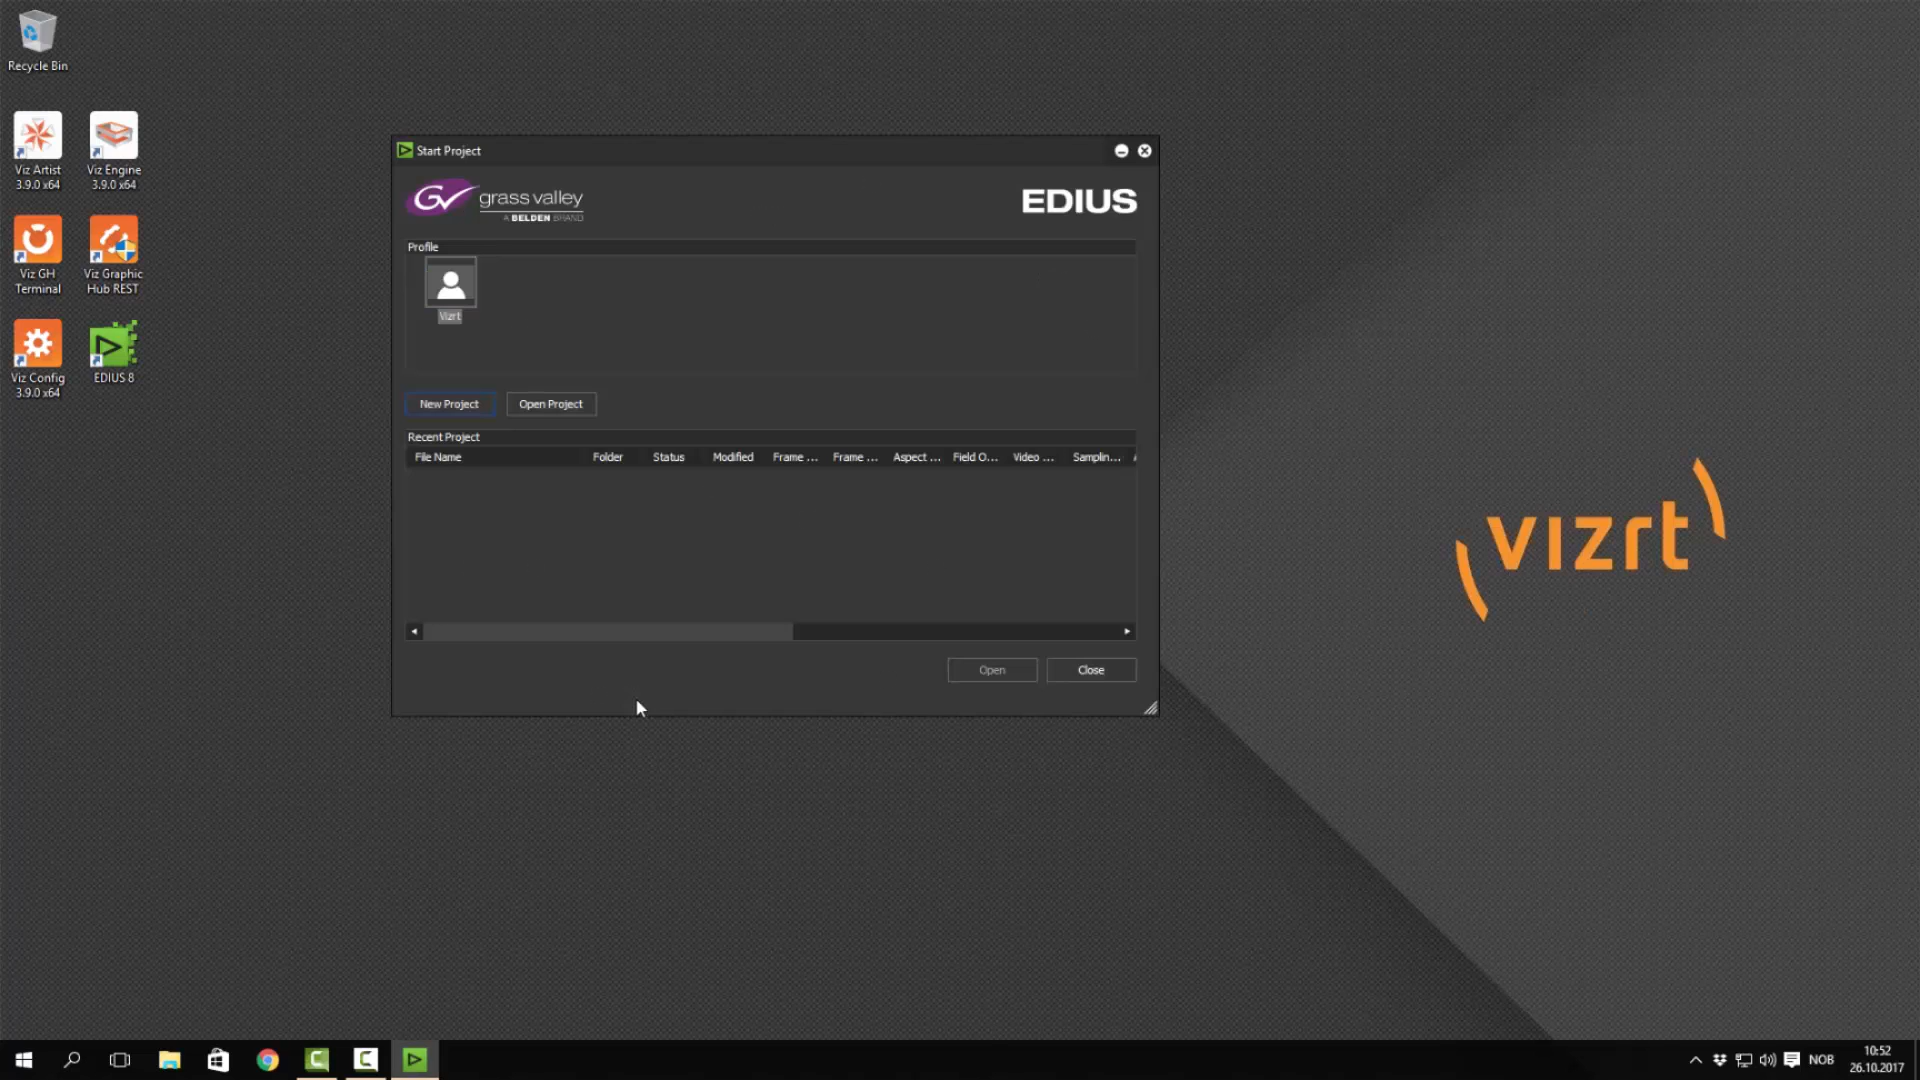 Recycle Bin
Viz Artist
3.9.0 x64
Viz Engine
3.9.0 x64
Viz GH
Terminal
Viz Graphic
Hub REST
Viz Config
3.9.0 x64
EDIUS 8
Start Project
GV grass valley
A BELDEN BRAND
EDIUS
Profile
Vizrt
New Project
Open Project
Recent Project
File Name Folder Status Modified Frame ... Frame ... Aspect ... Field O... Video ... Samplin...
Open
Close
vizrt
NOB
10:52
26.10.2017